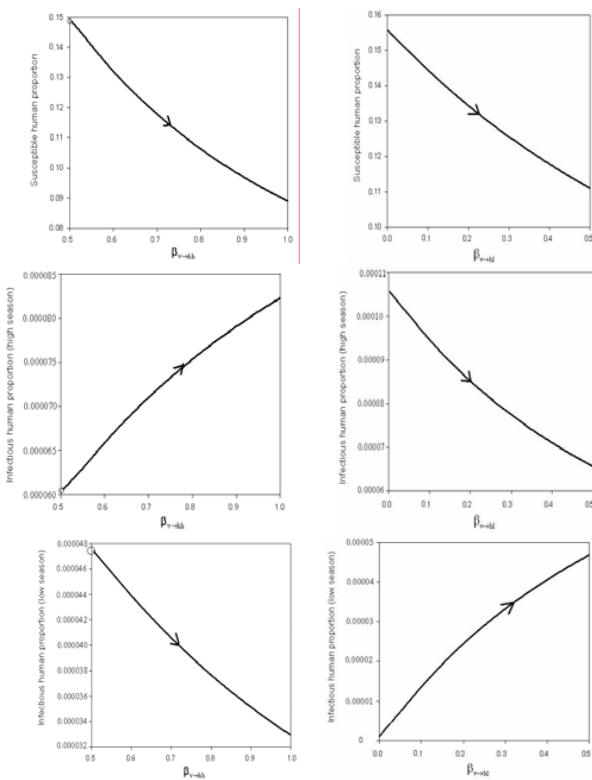 0.15
0.14
0.13
0.12
0.11
0.10
0.09
0.08
Susceptible human proportion
0.5 0.6 0.7 0.8 0.9 1.0
βv→hh
0.16
0.15
0.14
0.13
0.12
0.11
0.10
Susceptible human proportion
0.0 0.1 0.2 0.3 0.4 0.5
βv→hl
0.000085
0.000080
0.000075
0.000070
0.000065
0.000060
Infectious human proportion (high season)
0.5 0.6 0.7 0.8 0.9 1.0
βv→hh
0.00011
0.00010
0.00009
0.00008
0.00007
0.00006
Infectious human proportion (high season)
0.0 0.1 0.2 0.3 0.4 0.5
βv→hl
0.000048
0.000046
0.000044
0.000042
0.000040
0.000038
0.000036
0.000034
0.000032
Infectious human proportion (low season)
0.5 0.6 0.7 0.8 0.9 1.0
βv→hh
0.00005
0.00004
0.00003
0.00002
0.00001
0
Infectious human proportion (low season)
0.0 0.1 0.2 0.3 0.4 0.5
βv→hl